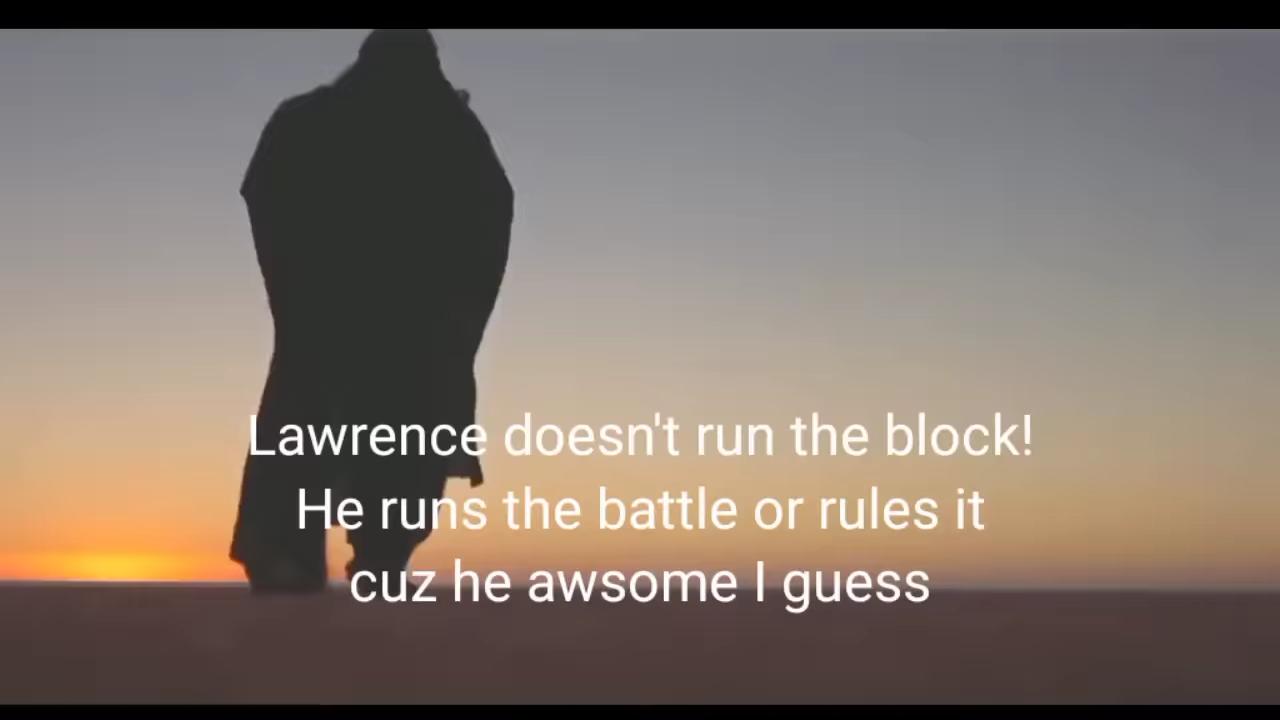 Lawrence doesn't run the block!
He runs the battle or rules it
cuz he awsome I guess